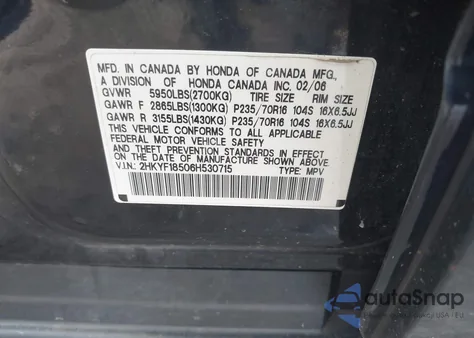 MFD. IN CANADA BY HONDA OF CANADA MFG.,
A DIVISION OF HONDA CANADA INC. 02/06
GVWR 5950LBS(2700KG) TIRE SIZE RIM SIZE
GAWR F 2865LBS(1300KG) P235/70R16 104S 16X6.5JJ
GAWR R 3155LBS(1430KG) P235/70R16 104S 16X6.5JJ
THIS VEHICLE CONFORMS TO ALL APPLICABLE
FEDERAL MOTOR VEHICLE SAFETY
AND THEFT PREVENTION STANDARDS IN EFFECT
ON THE DATE OF MANUFACTURE SHOWN ABOVE.
V.I.N.: 2HKYF18506H530715 TYPE: MPV
autoSnap